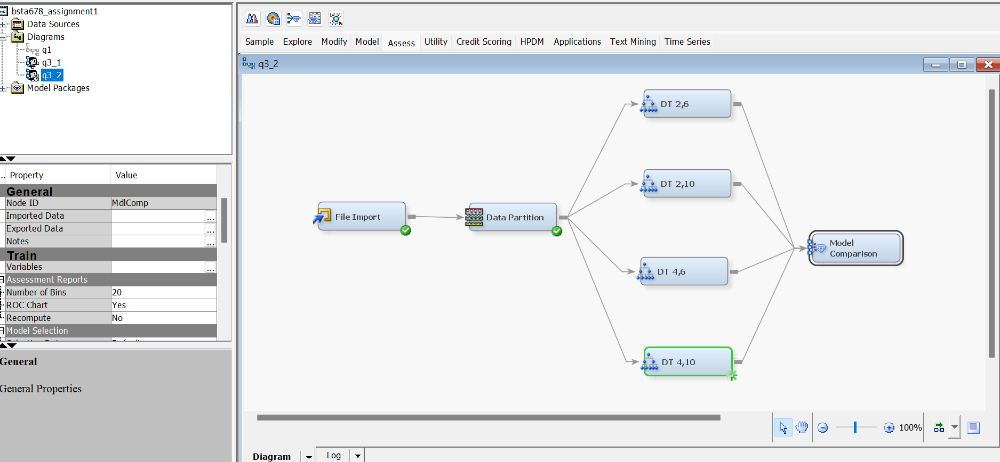 bsta678_assignment1
Data Sources
Diagrams
q1
q3_1
q3_2
Model Packages
.. Property Value
General
Node ID MdlComp
Imported Data ...
Exported Data ...
Notes ...
Train
Variables ...
Assessment Reports
Number of Bins 20
ROC Chart Yes
Recompute No
Model Selection
General
General Properties
Sample Explore Modify Model Assess Utility Credit Scoring HPDM Applications Text Mining Time Series
q3_2
DT 2,6
DT 2,10
File Import
Data Partition
Model
Comparison
DT 4,6
DT 4,10
100%
Diagram Log